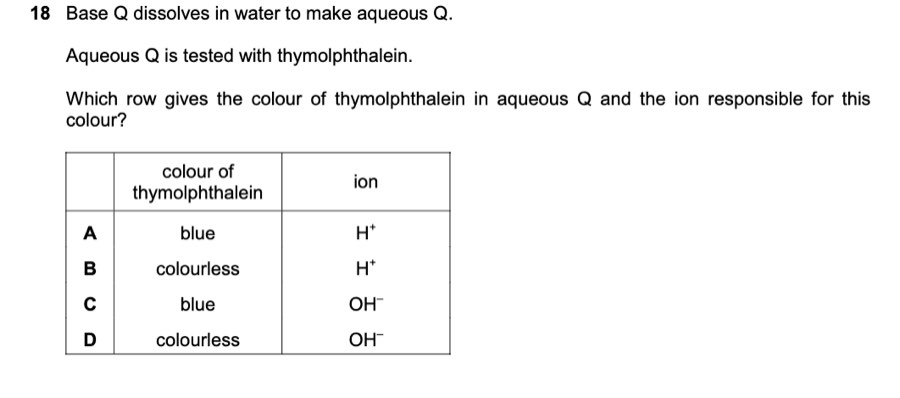 18 Base Q dissolves in water to make aqueous Q.
Aqueous Q is tested with thymolphthalein.
Which row gives the colour of thymolphthalein in aqueous Q and the ion responsible for this
colour?
colour of
thymolphthalein
ion
A blue H⁺
B colourless H⁺
C blue OH⁻
D colourless OH⁻